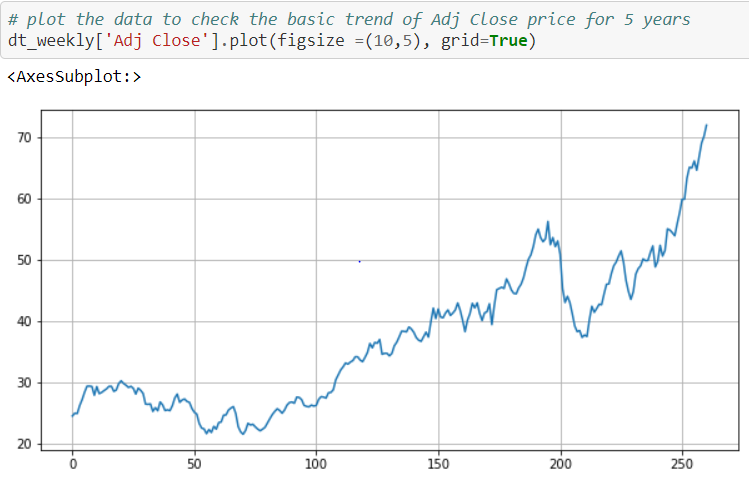 # plot the data to check the basic trend of Adj Close price for 5 years
dt_weekly['Adj Close'].plot(figsize =(10,5), grid=True)
<AxesSubplot:>
70
60
50
40
30
20
0 50 100 150 200 250